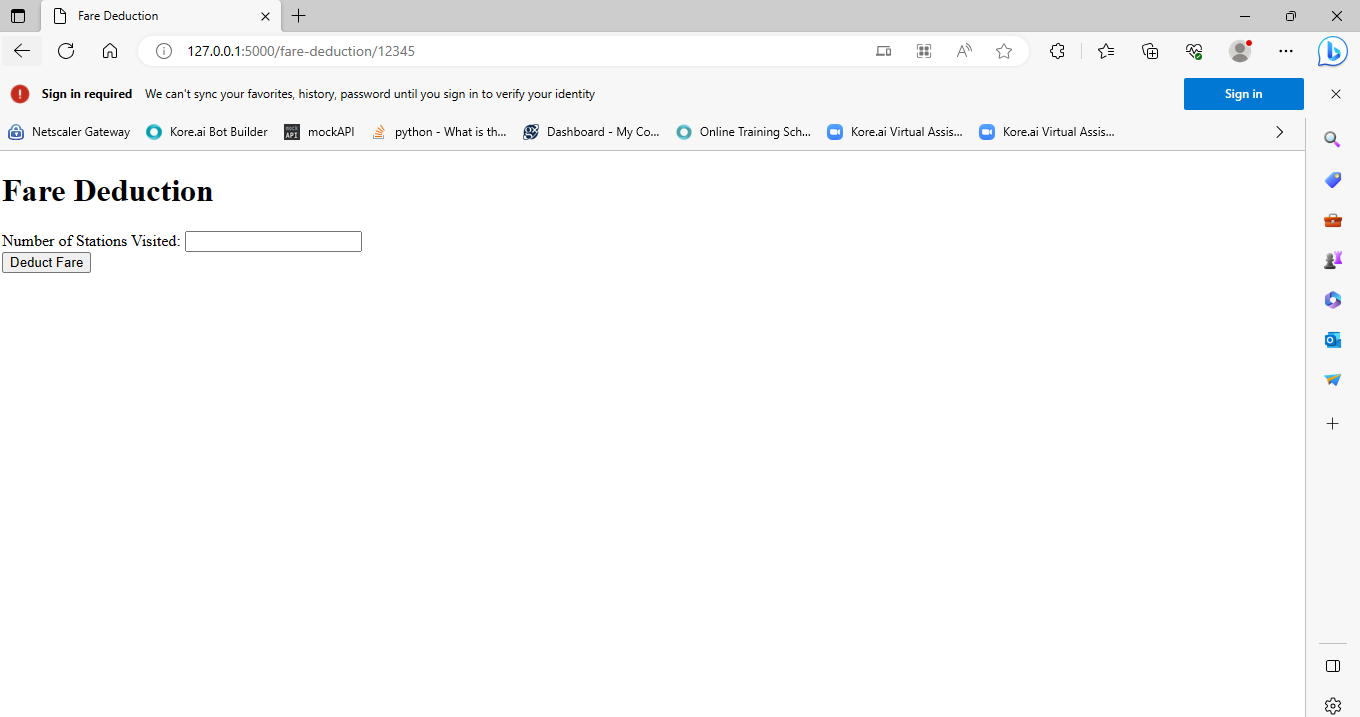 Fare Deduction
127.0.0.1:5000/fare-deduction/12345
Sign in required We can't sync your favorites, history, password until you sign in to verify your identity Sign in
Netscaler Gateway Kore.ai Bot Builder mock API mockAPI python - What is th... Dashboard - My Co... Online Training Sch... Kore.ai Virtual Assis... Kore.ai Virtual Assis...
Fare Deduction
Number of Stations Visited:
Deduct Fare